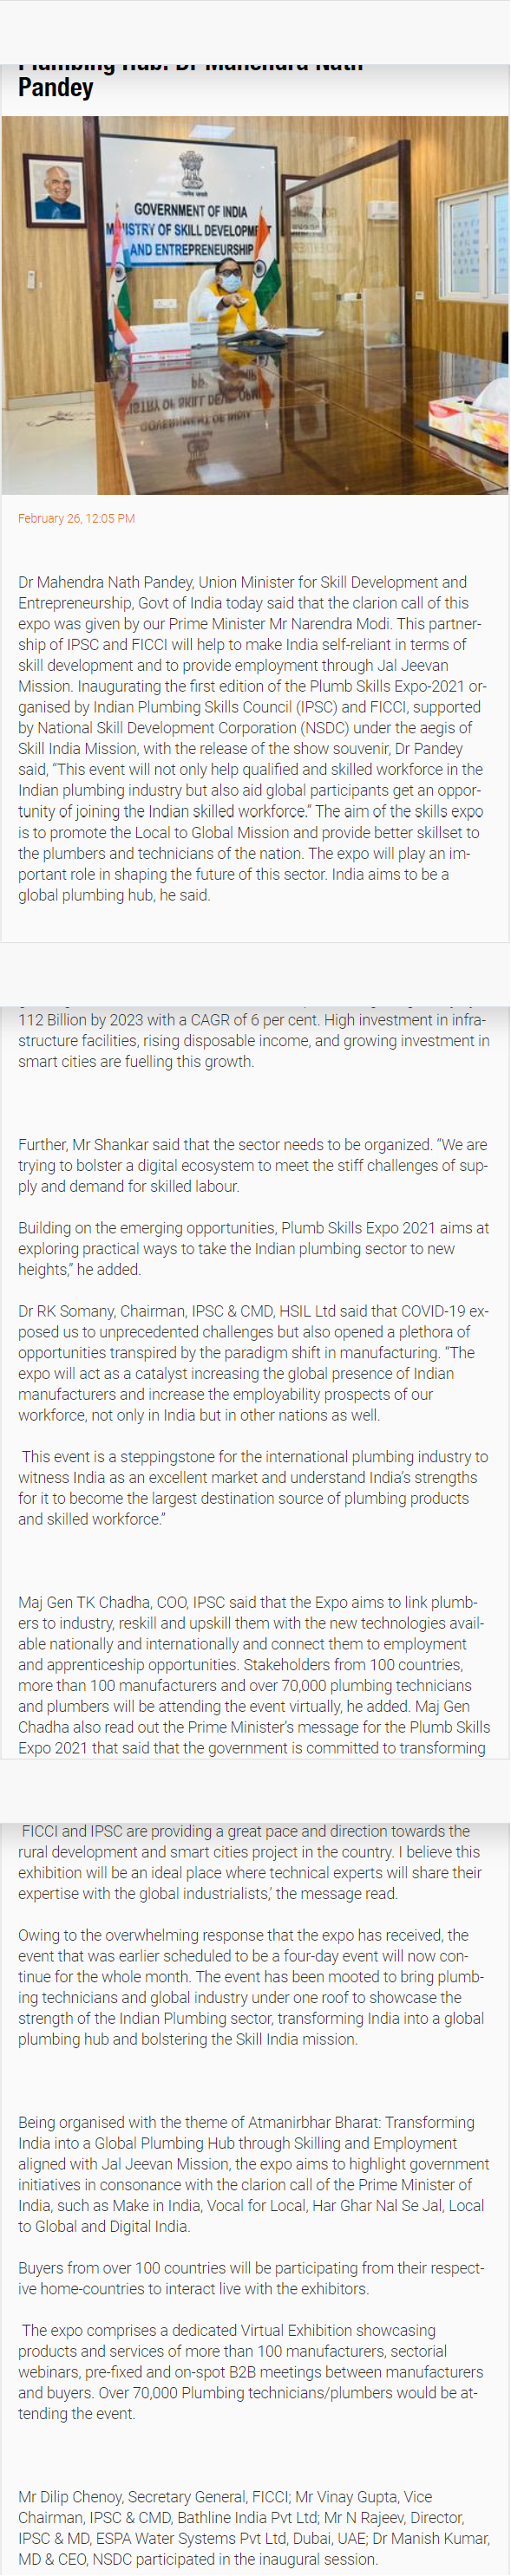 Plumbing Hub: Dr Mahendra Nath
Pandey
GOVERNMENT OF INDIA
MINISTRY OF SKILL DEVELOPMENT
AND ENTREPRENEURSHIP
February 26, 12:05 PM
Dr Mahendra Nath Pandey, Union Minister for Skill Development and
Entrepreneurship, Govt of India today said that the clarion call of this
expo was given by our Prime Minister Mr Narendra Modi. This partner-
ship of IPSC and FICCI will help to make India self-reliant in terms of
skill development and to provide employment through Jal Jeevan
Mission. Inaugurating the first edition of the Plumb Skills Expo-2021 or-
ganised by Indian Plumbing Skills Council (IPSC) and FICCI, supported
by National Skill Development Corporation (NSDC) under the aegis of
Skill India Mission, with the release of the show souvenir, Dr Pandey
said, “This event will not only help qualified and skilled workforce in the
Indian plumbing industry but also aid global participants get an oppor-
tunity of joining the Indian skilled workforce.” The aim of the skills expo
is to promote the Local to Global Mission and provide better skillset to
the plumbers and technicians of the nation. The expo will play an im-
portant role in shaping the future of this sector. India aims to be a
global plumbing hub, he said.
112 Billion by 2023 with a CAGR of 6 per cent. High investment in infra-
structure facilities, rising disposable income, and growing investment in
smart cities are fuelling this growth.
Further, Mr Shankar said that the sector needs to be organized. “We are
trying to bolster a digital ecosystem to meet the stiff challenges of sup-
ply and demand for skilled labour.
Building on the emerging opportunities, Plumb Skills Expo 2021 aims at
exploring practical ways to take the Indian plumbing sector to new
heights,” he added.
Dr RK Somany, Chairman, IPSC & CMD, HSIL Ltd said that COVID-19 ex-
posed us to unprecedented challenges but also opened a plethora of
opportunities transpired by the paradigm shift in manufacturing. “The
expo will act as a catalyst increasing the global presence of Indian
manufacturers and increase the employability prospects of our
workforce, not only in India but in other nations as well.
This event is a steppingstone for the international plumbing industry to
witness India as an excellent market and understand India’s strengths
for it to become the largest destination source of plumbing products
and skilled workforce.”
Maj Gen TK Chadha, COO, IPSC said that the Expo aims to link plumb-
ers to industry, reskill and upskill them with the new technologies avail-
able nationally and internationally and connect them to employment
and apprenticeship opportunities. Stakeholders from 100 countries,
more than 100 manufacturers and over 70,000 plumbing technicians
and plumbers will be attending the event virtually, he added. Maj Gen
Chadha also read out the Prime Minister’s message for the Plumb Skills
Expo 2021 that said that the government is committed to transforming
FICCI and IPSC are providing a great pace and direction towards the
rural development and smart cities project in the country. I believe this
exhibition will be an ideal place where technical experts will share their
expertise with the global industrialists,’ the message read.
Owing to the overwhelming response that the expo has received, the
event that was earlier scheduled to be a four-day event will now con-
tinue for the whole month. The event has been mooted to bring plumb-
ing technicians and global industry under one roof to showcase the
strength of the Indian Plumbing sector, transforming India into a global
plumbing hub and bolstering the Skill India mission.
Being organised with the theme of Atmanirbhar Bharat: Transforming
India into a Global Plumbing Hub through Skilling and Employment
aligned with Jal Jeevan Mission, the expo aims to highlight government
initiatives in consonance with the clarion call of the Prime Minister of
India, such as Make in India, Vocal for Local, Har Ghar Nal Se Jal, Local
to Global and Digital India.
Buyers from over 100 countries will be participating from their respect-
ive home-countries to interact live with the exhibitors.
The expo comprises a dedicated Virtual Exhibition showcasing
products and services of more than 100 manufacturers, sectorial
webinars, pre-fixed and on-spot B2B meetings between manufacturers
and buyers. Over 70,000 Plumbing technicians/plumbers would be at-
tending the event.
Mr Dilip Chenoy, Secretary General, FICCI; Mr Vinay Gupta, Vice
Chairman, IPSC & CMD, Bathline India Pvt Ltd; Mr N Rajeev, Director,
IPSC & MD, ESPA Water Systems Pvt Ltd, Dubai, UAE; Dr Manish Kumar,
MD & CEO, NSDC participated in the inaugural session.